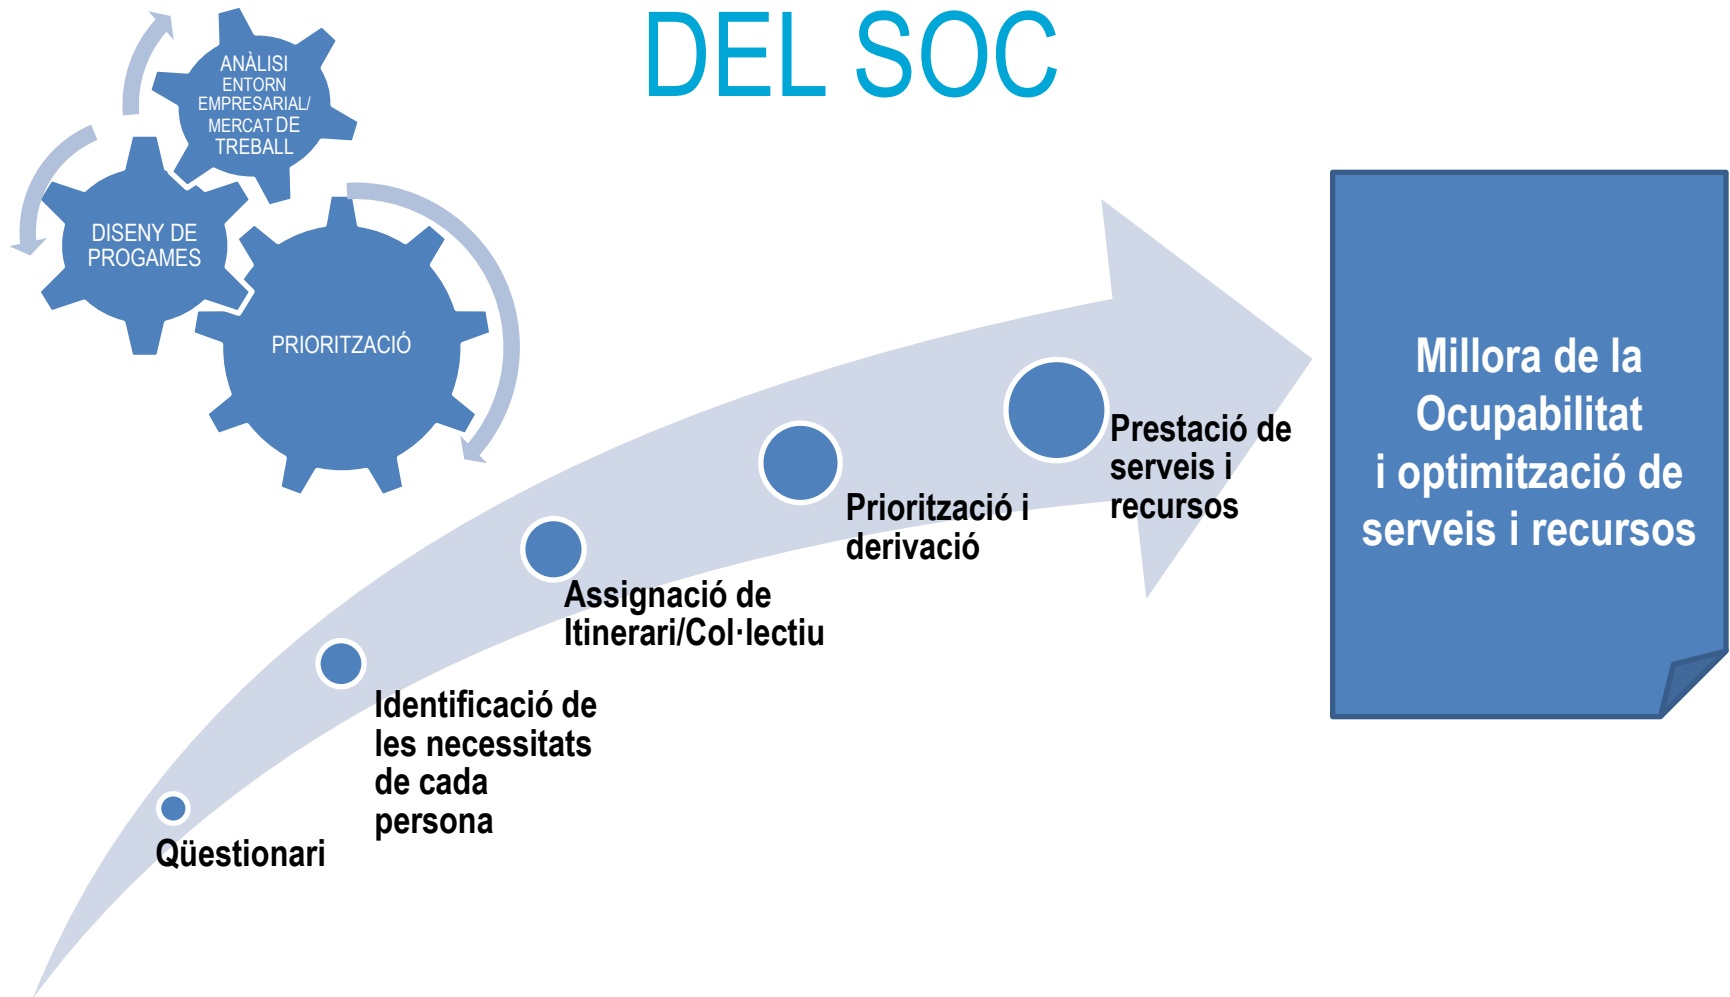 DEL SOC
ANÀLISI
ENTORN
EMPRESARIAL/
MERCAT DE
TREBALL
DISENY DE
PROGAMES
PRIORITZACIÓ
Qüestionari
Identificació de
les necessitats
de cada
persona
Assignació de
Itinerari/Col·lectiu
Priorització i
derivació
Prestació de
serveis i
recursos
Millora de la
Ocupabilitat
i optimització de
serveis i recursos